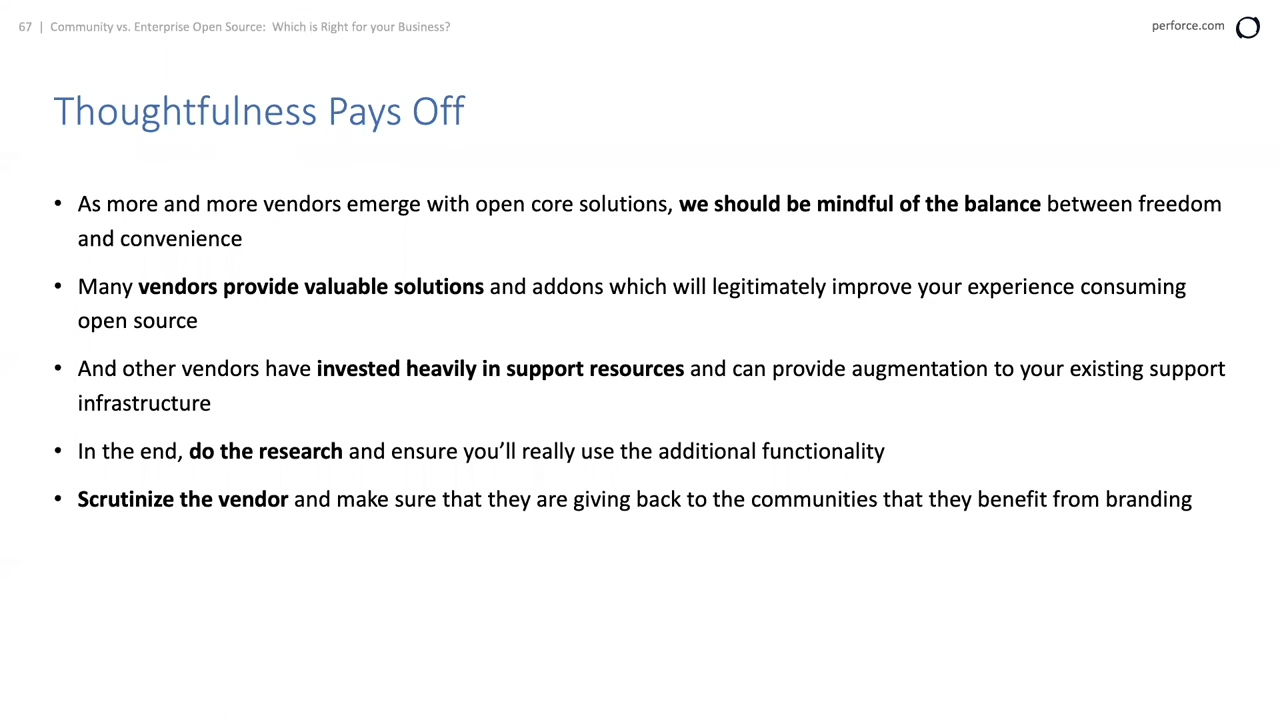 67 | Community vs. Enterprise Open Source: Which is Right for your Business?
perforce.com
Thoughtfulness Pays Off
• As more and more vendors emerge with open core solutions, we should be mindful of the balance between freedom
and convenience
• Many vendors provide valuable solutions and addons which will legitimately improve your experience consuming
open source
• And other vendors have invested heavily in support resources and can provide augmentation to your existing support
infrastructure
• In the end, do the research and ensure you’ll really use the additional functionality
• Scrutinize the vendor and make sure that they are giving back to the communities that they benefit from branding